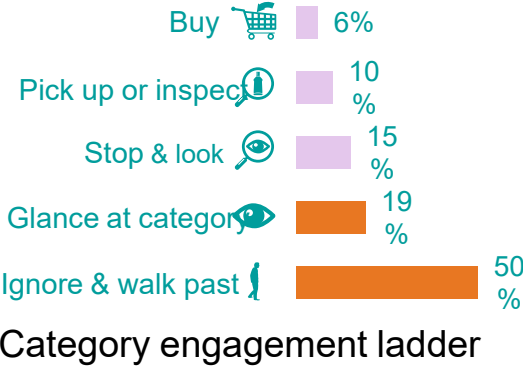 Buy 6%
Pick up or inspect 10
%
Stop & look 15
%
Glance at category 19
%
Ignore & walk past 50
%
Category engagement ladder